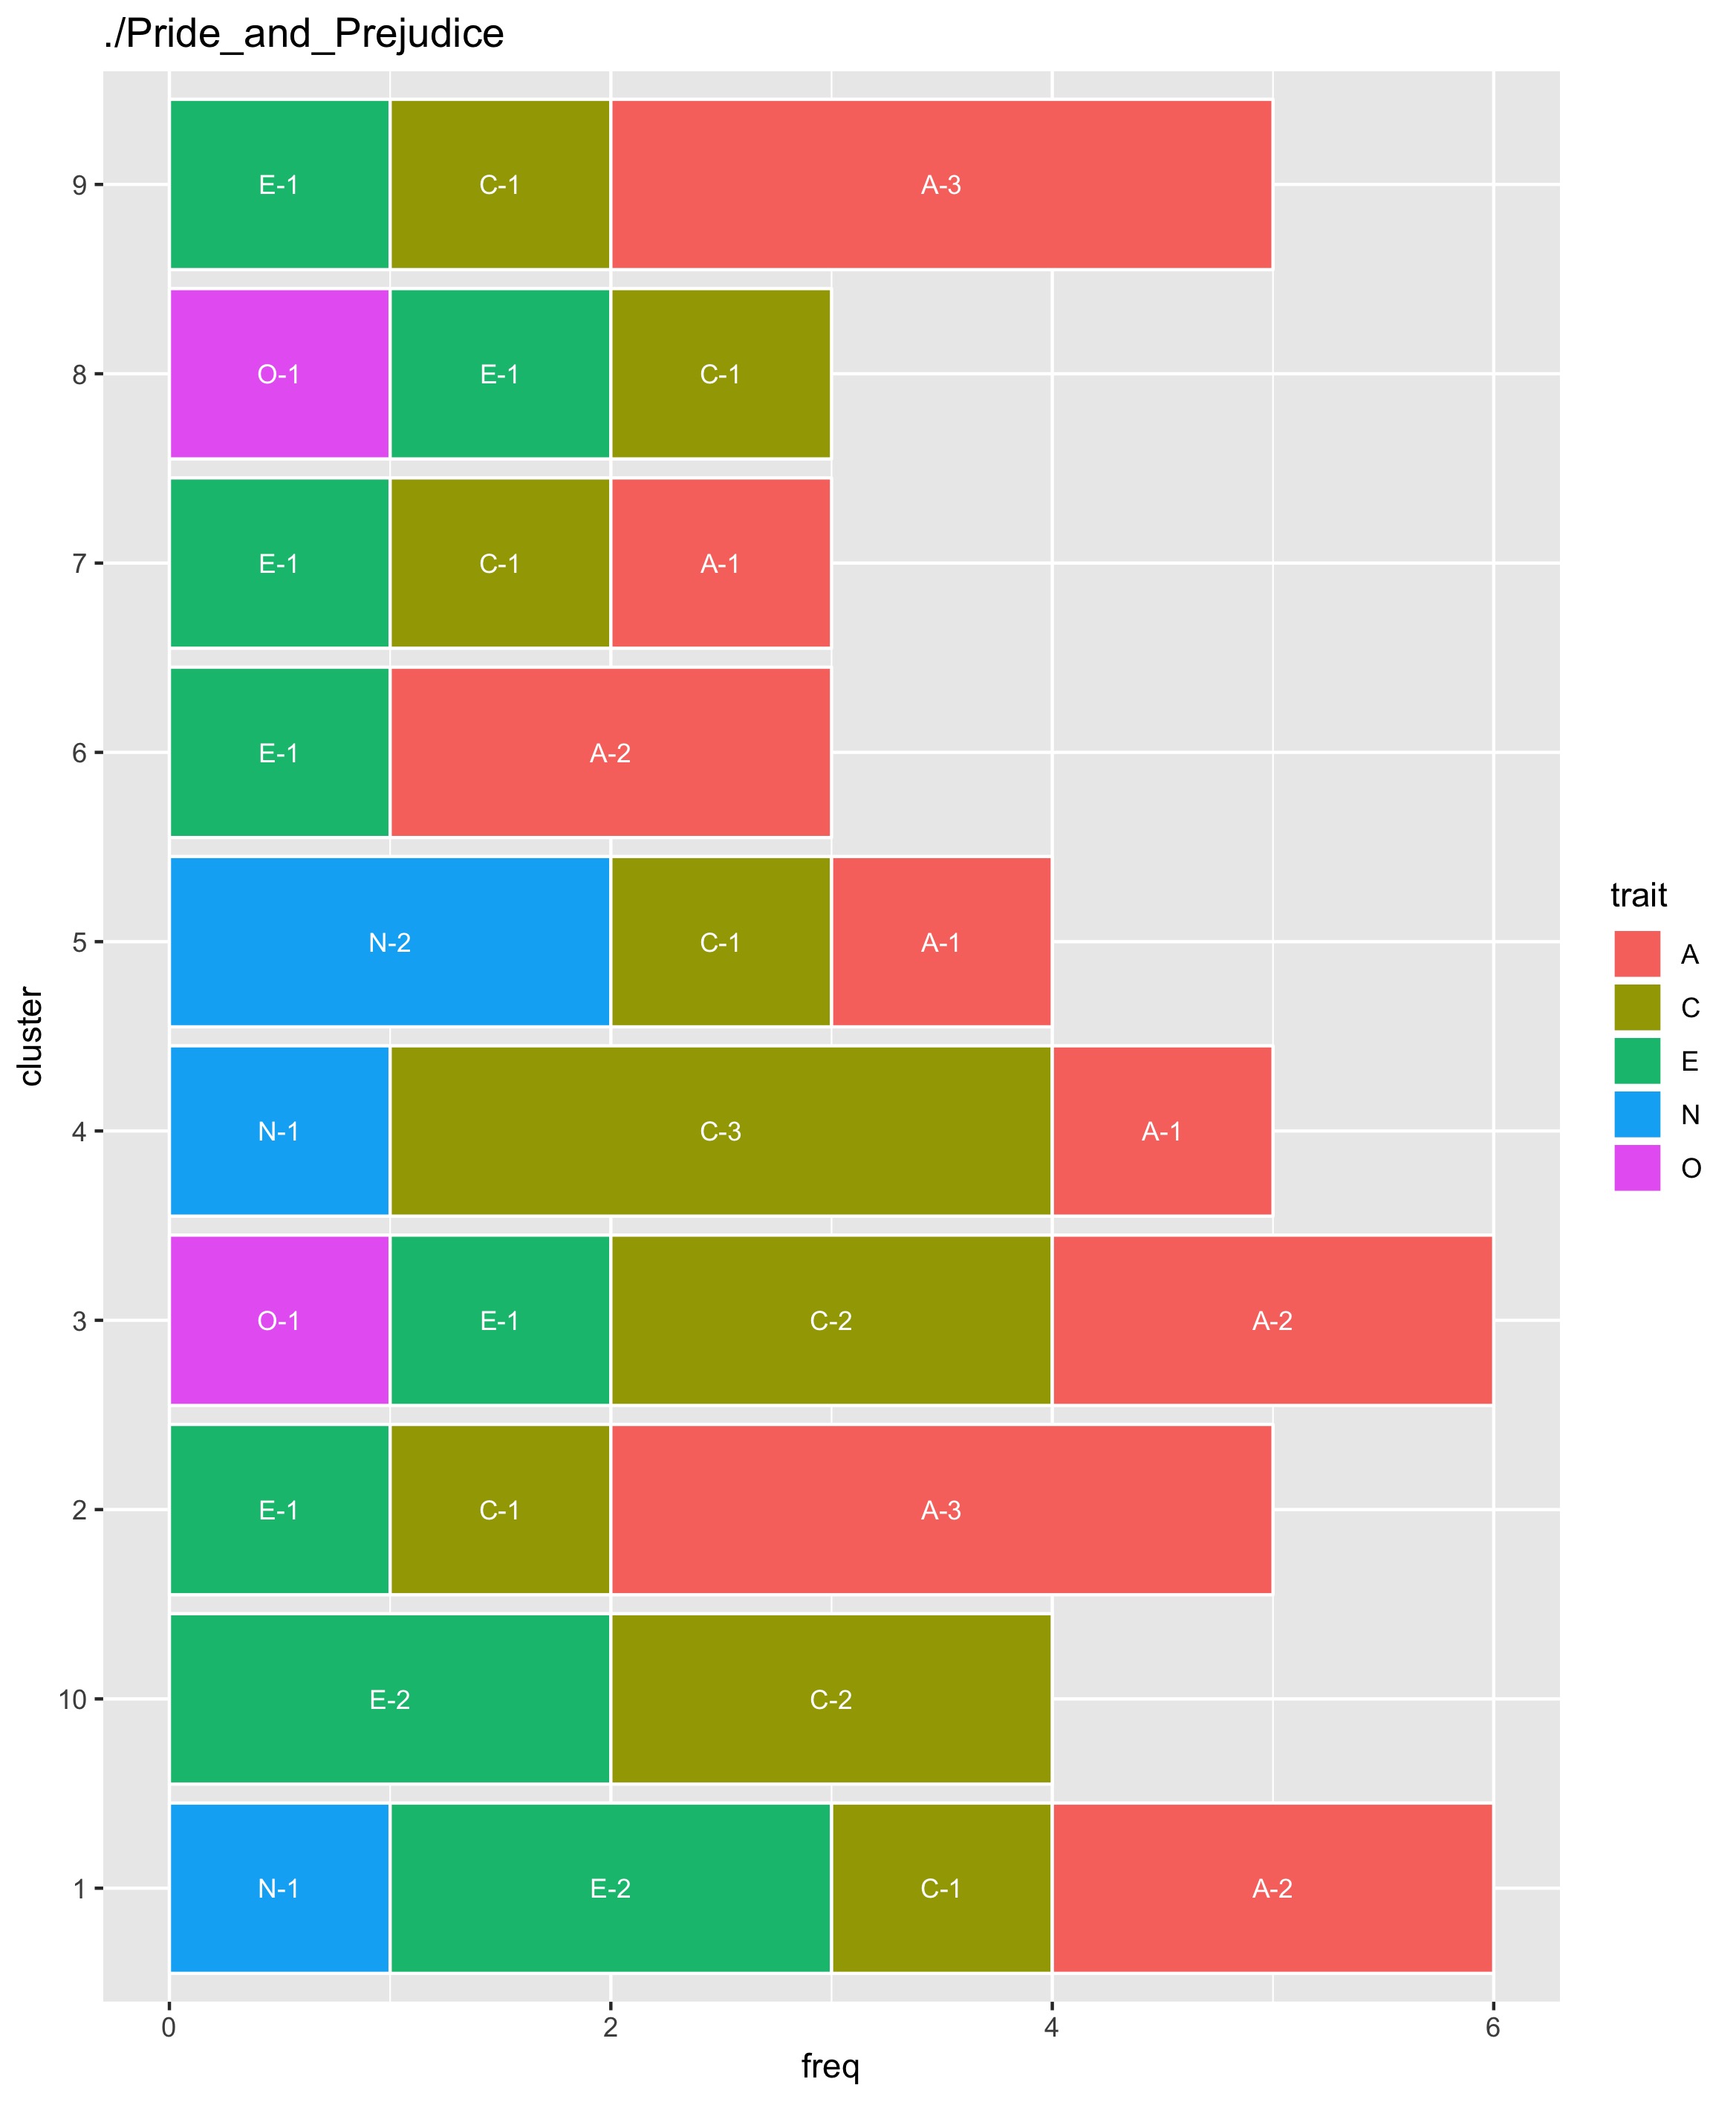 ./Pride_and_Prejudice
9
E-1 C-1 A-3
8
O-1 E-1 C-1
7
E-1 C-1 A-1
6
E-1 A-2
5
N-2 C-1 A-1
4
N-1 C-3 A-1
3
O-1 E-1 C-2 A-2
2
E-1 C-1 A-3
10
E-2 C-2
1
N-1 E-2 C-1 A-2
0 2 4 6
freq
cluster
trait
A
C
E
N
O